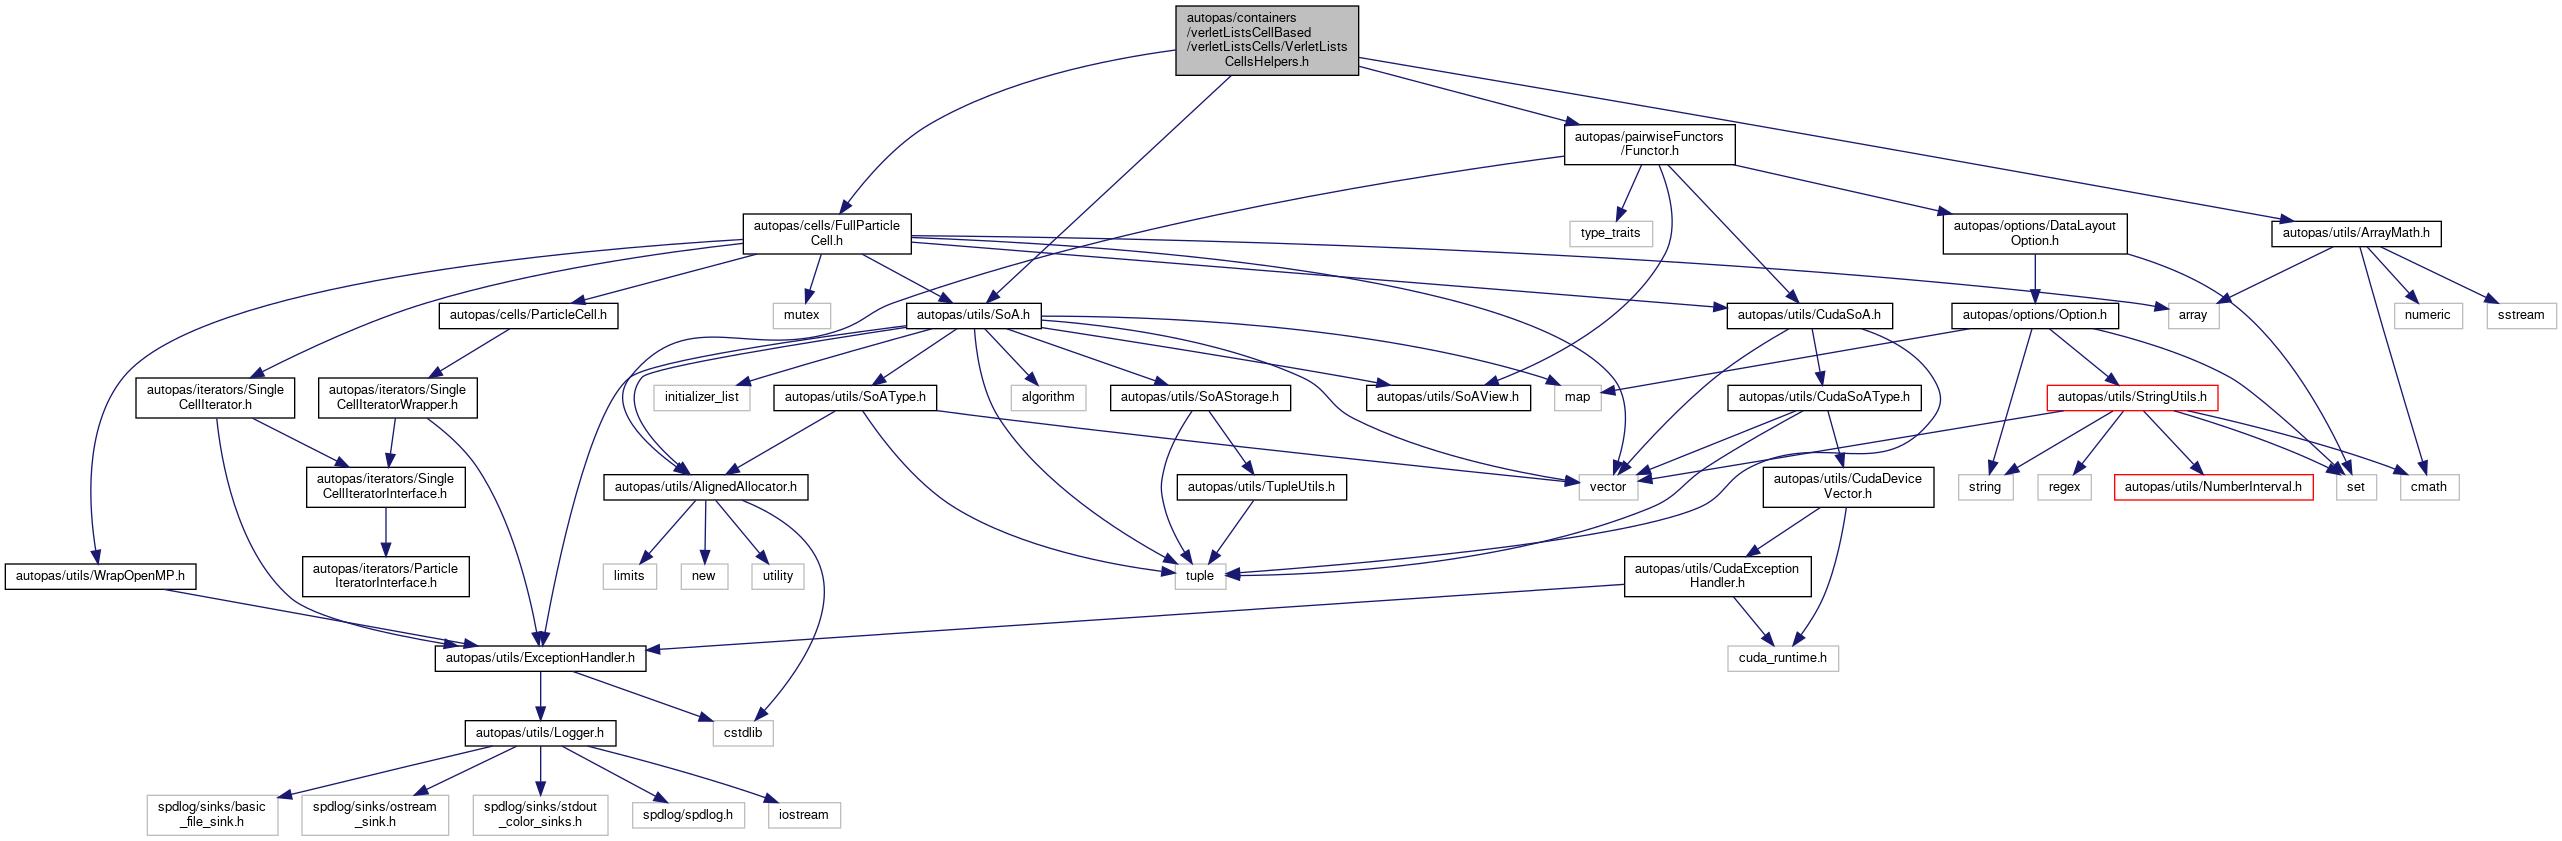 autopas/containers
/verletListsCellBased
/verletListsCells/VerletLists
CellsHelpers.h
autopas/pairwiseFunctors
/Functor.h
autopas/cells/FullParticle
Cell.h
type_traits
autopas/options/DataLayout
Option.h
autopas/utils/ArrayMath.h
autopas/cells/ParticleCell.h
mutex
autopas/utils/SoA.h
autopas/utils/CudaSoA.h
autopas/options/Option.h
array
numeric
sstream
autopas/iterators/Single
CellIterator.h
autopas/iterators/Single
CellIteratorWrapper.h
initializer_list
autopas/utils/SoAType.h
algorithm
autopas/utils/SoAStorage.h
autopas/utils/SoAView.h
map
autopas/utils/CudaSoAType.h
autopas/utils/StringUtils.h
autopas/iterators/Single
CellIteratorInterface.h
autopas/utils/AlignedAllocator.h
autopas/utils/TupleUtils.h
vector
autopas/utils/CudaDevice
Vector.h
string
regex
autopas/utils/NumberInterval.h
set
cmath
autopas/utils/WrapOpenMP.h
autopas/iterators/Particle
IteratorInterface.h
limits
new
utility
tuple
autopas/utils/CudaException
Handler.h
autopas/utils/ExceptionHandler.h
cuda_runtime.h
autopas/utils/Logger.h
cstdlib
spdlog/sinks/basic
_file_sink.h
spdlog/sinks/ostream
_sink.h
spdlog/sinks/stdout
_color_sinks.h
spdlog/spdlog.h
iostream